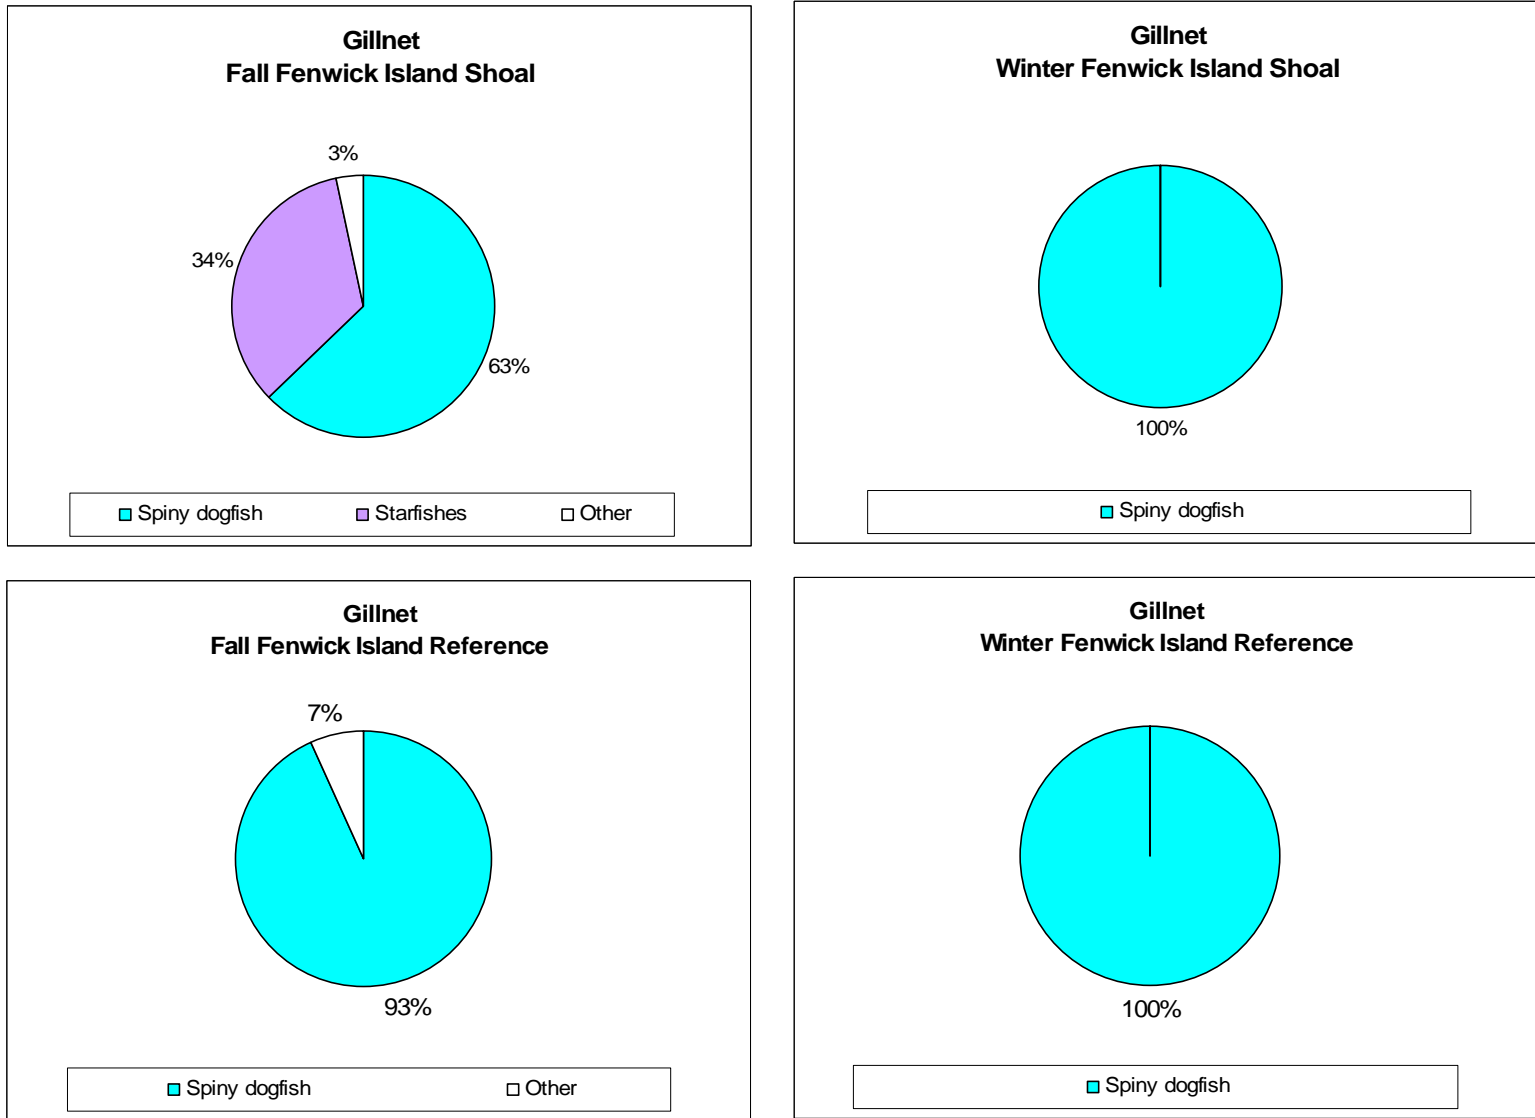 Gillnet
Fall Fenwick Island Shoal
3%
34%
63%
Spiny dogfish Starfishes Other
Gillnet
Winter Fenwick Island Shoal
100%
Spiny dogfish
Gillnet
Fall Fenwick Island Reference
7%
93%
Spiny dogfish Other
Gillnet
Winter Fenwick Island Reference
100%
Spiny dogfish